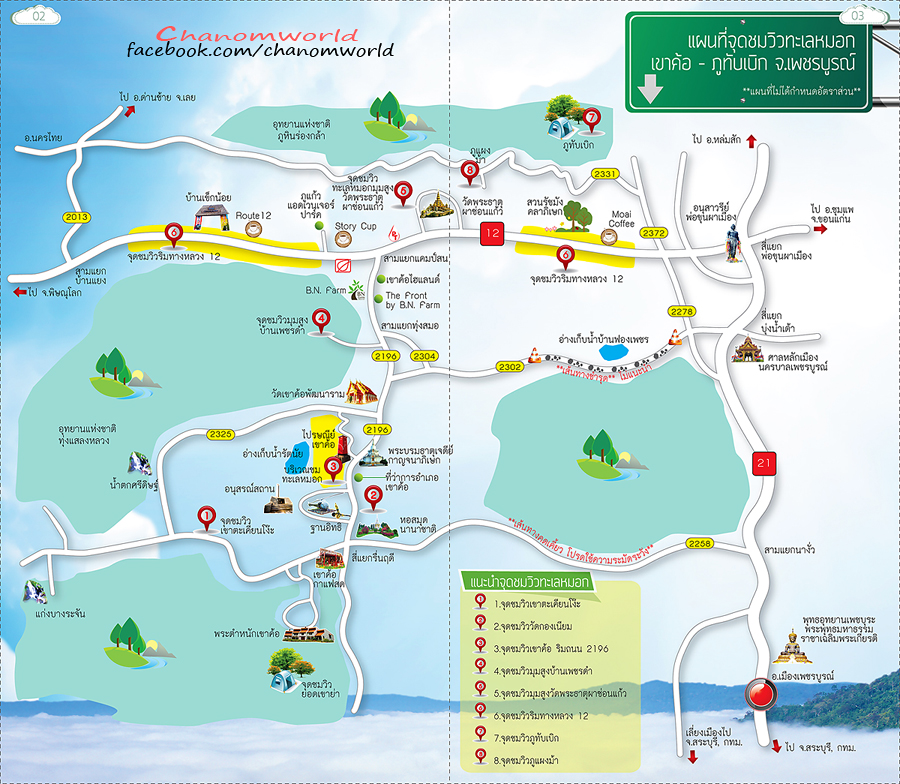 02
03
Chanomworld
facebook.com/chanomworld
แผนที่จุดชมวิวทะเลหมอก
เขาค้อ - ภูทับเบิก จ.เพชรบูรณ์
**แผนที่ไม่ได้กำหนดอัตราส่วน**
ไป อ.ด่านซ้าย จ.เลย
อ.นครไทย
อุทยานแห่งชาติ
ภูหินร่องกล้า
7
ภูทับเบิก
ไป อ.หล่มสัก
ภูแผง
ม้า
8
2331
จุดชมวิว
ทะเลหมอกมุมสูง
วัดพระธาตุ
ผาซ่อนแก้ว
5
วัดพระธาตุ
ผาซ่อนแก้ว
บ้านเข็กน้อย
ภูแก้ว
แอดเวนเจอร์
ปาร์ค
สวนรัชมัง
คลาภิเษก
Moai
Coffee
อนุสาวรีย์
พ่อขุนผาเมือง
ไป อ.ชุมแพ
จ.ขอนแก่น
2013
Route12
Story Cup
6
12
2372
สี่แยก
พ่อขุนผาเมือง
จุดชมวิวริมทางหลวง 12
สามแยกแคมป์สน
6
จุดชมวิวริมทางหลวง 12
สามแยก
บ้านแยง
ไป จ.พิษณุโลก
B.N. Farm
เขาค้อไฮแลนด์
The Front
by B.N. Farm
จุดชมวิวมุมสูง
บ้านเพชรดำ
4
สามแยกทุ่งสมอ
2278
สี่แยก
บุ่งน้ำเต้า
อ่างเก็บน้ำบ้านฟองเพชร
2196
2304
2302
**เส้นทางชำรุด** ไม่แนะนำ
ศาลหลักเมือง
นครบาลเพชรบูรณ์
วัดเขาค้อพัฒนาราม
อุทยานแห่งชาติ
ทุ่งแสลงหลวง
2325
2196
ไปรษณีย์
เขาค้อ
อ่างเก็บน้ำรัตนัย
บริเวณชม
ทะเลหมอก
3
พระบรมธาตุเจดีย์
กาญจนาภิเษก
ที่ว่าการอำเภอ
เขาค้อ
21
น้ำตกศรีดิษฐ์
อนุสรณ์สถาน
2
ฐานอิทธิ
หอสมุด
นานาชาติ
1
จุดชมวิว
เขาตะเคียนโง๊ะ
**เส้นทางคดเคี้ยว โปรดใช้ความระมัดระวัง**
2258
สามแยกนางั่ว
สี่แยกรื่นฤดี
เขาค้อ
กาแฟสด
แก่งบางระจัน
พระตำหนักเขาค้อ
จุดชมวิว
ยอดเขาย่า
แนะนำจุดชมวิวทะเลหมอก
1 1.จุดชมวิวเขาตะเคียนโง๊ะ
2 2.จุดชมวิววัดกองเนียม
3 3.จุดชมวิวเขาค้อ ริมถนน 2196
4 4.จุดชมวิวมุมสูงบ้านเพชรดำ
5 5.จุดชมวิวมุมสูงวัดพระธาตุผาซ่อนแก้ว
6 6.จุดชมวิวริมทางหลวง 12
7 7.จุดชมวิวภูทับเบิก
8 8.จุดชมวิวภูแผงม้า
พุทธอุทยานเพชบุระ
พระพุทธมหาธรรม
ราชาเฉลิมพระเกียรติ
อ.เมืองเพชรบูรณ์
เลี่ยงเมืองไป
จ.สระบุรี, กทม.
ไป จ.สระบุรี, กทม.